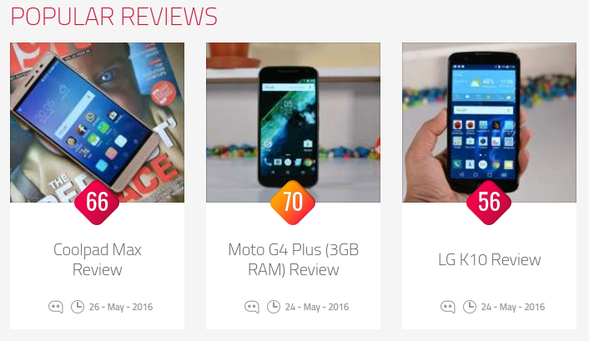 POPULAR REVIEWS
THE
66
70
56
Coolpad Max
Review
Moto G4 Plus (3GB
RAM) Review
LG K10 Review
26 - May - 2016
24 - May - 2016
24 - May - 2016